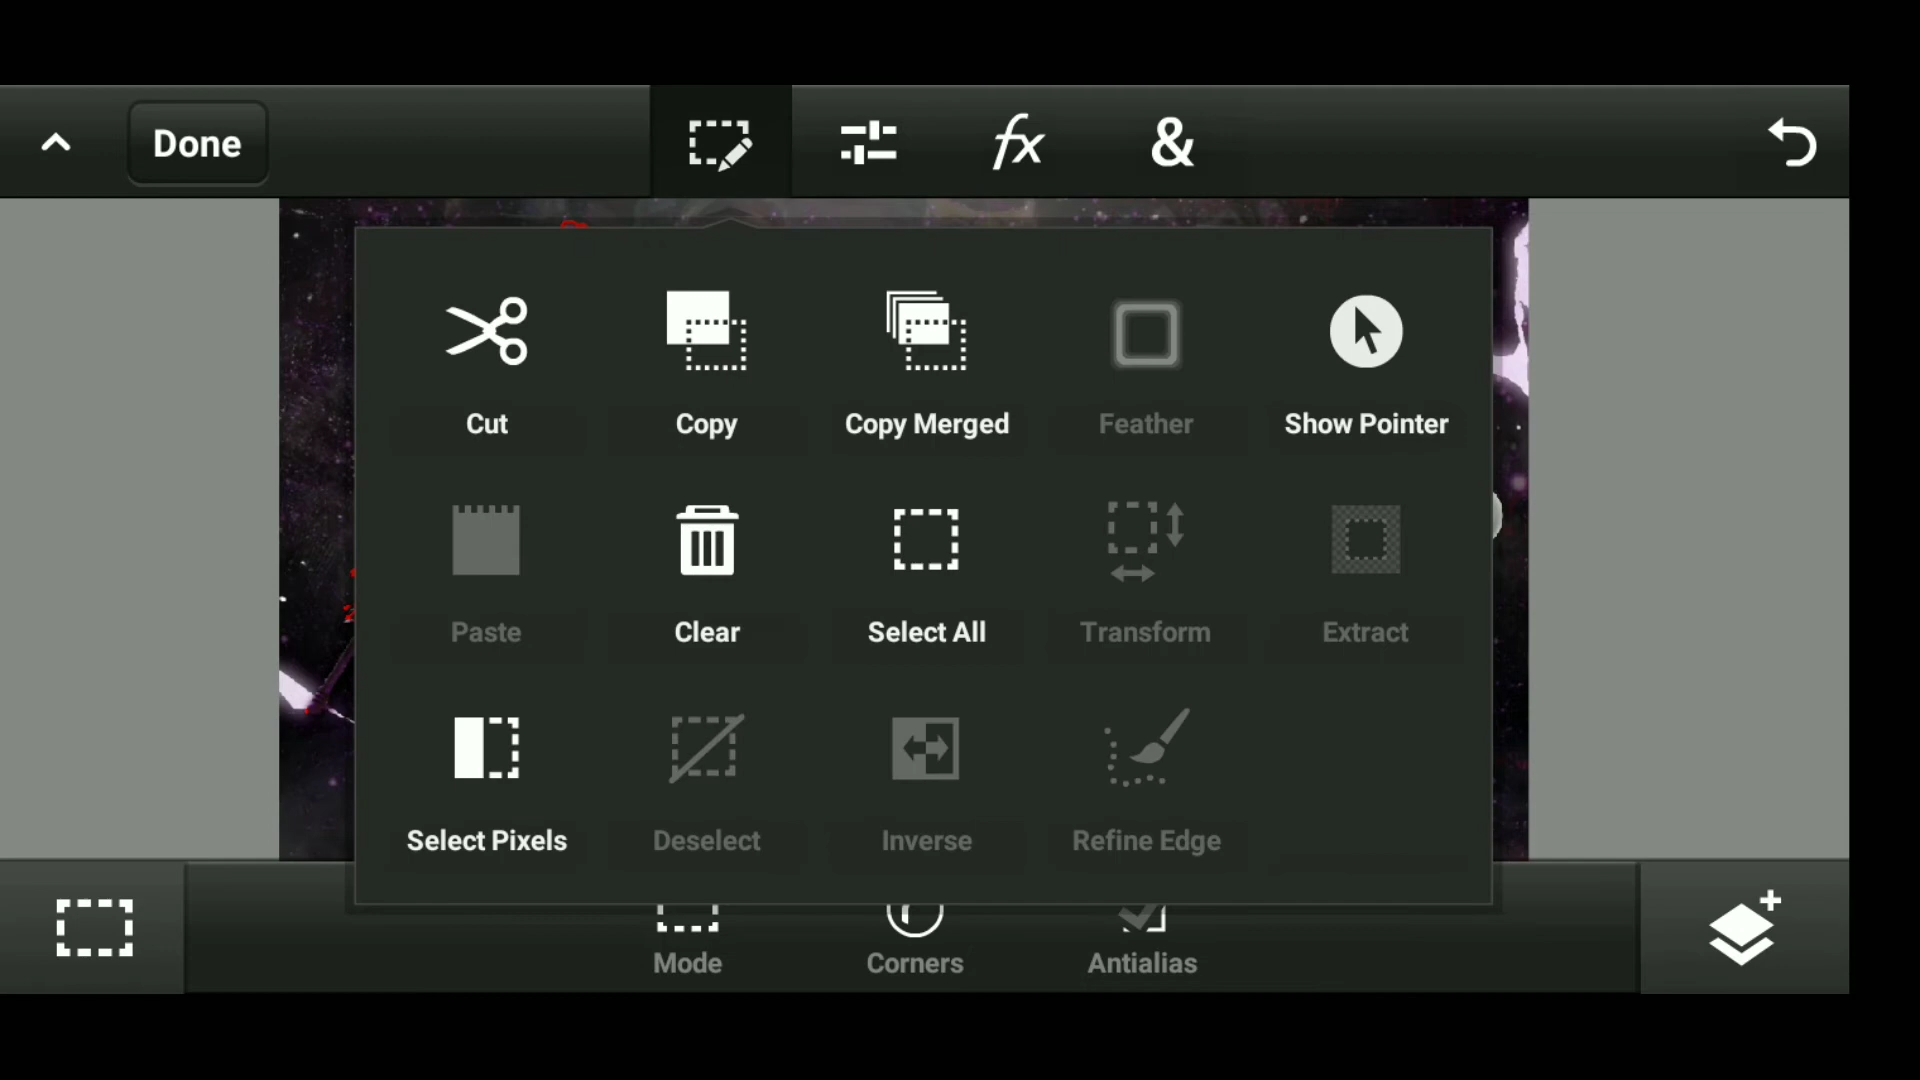 Done
fx
&
Cut
Copy
Copy Merged
Feather
Show Pointer
Paste
Clear
Select All
Transform
Extract
Select Pixels
Deselect
Inverse
Refine Edge
Mode
Corners
Antialias